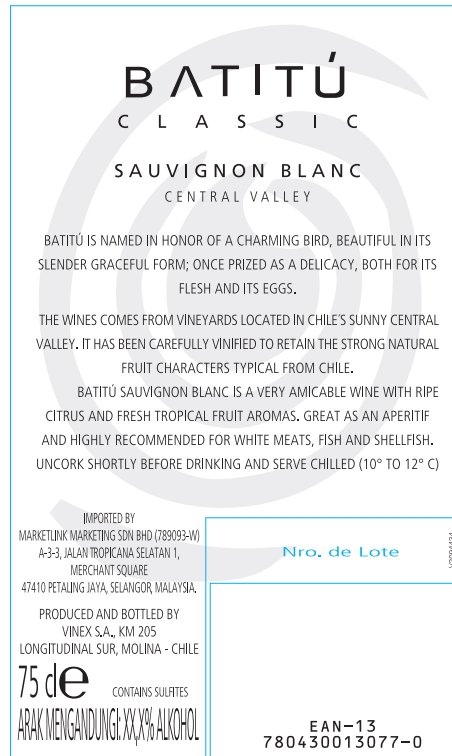 BATITÚ
CLASSIC
SAUVIGNON BLANC
CENTRAL VALLEY
BATITÚ IS NAMED IN HONOR OF A CHARMING BIRD, BEAUTIFUL IN ITS
SLENDER GRACEFUL FORM; ONCE PRIZED AS A DELICACY, BOTH FOR ITS
FLESH AND ITS EGGS.
THE WINES COMES FROM VINEYARDS LOCATED IN CHILE´S SUNNY CENTRAL
VALLEY. IT HAS BEEN CAREFULLY VINIFIED TO RETAIN THE STRONG NATURAL
FRUIT CHARACTERS TYPICAL FROM CHILE.
BATITÚ SAUVIGNON BLANC IS A VERY AMICABLE WINE WITH RIPE
CITRUS AND FRESH TROPICAL FRUIT AROMAS. GREAT AS AN APERITIF
AND HIGHLY RECOMMENDED FOR WHITE MEATS, FISH AND SHELLFISH.
UNCORK SHORTLY BEFORE DRINKING AND SERVE CHILLED (10° TO 12° C)
IMPORTED BY
MARKETLINK MARKETING SDN BHD (789093-W)
A-3-3, JALAN TROPICANA SELATAN 1,
MERCHANT SQUARE
47410 PETALING JAYA, SELANGOR, MALAYSIA.
PRODUCED AND BOTTLED BY
VINEX S.A., KM 205
LONGITUDINAL SUR, MOLINA - CHILE
75 cl e
CONTAINS SULFITES
ARAK MENGANDUNGI: XX,X% ALKOHOL
Nro. de Lote
EAN-13
780430013077-0